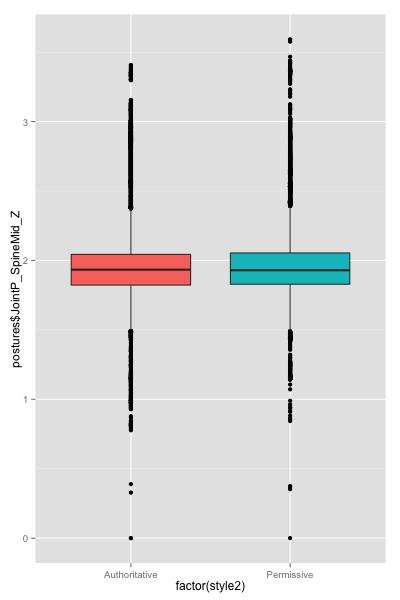 postures$JointP_SpineMid_Z
3
2
1
0
Authoritative Permissive
factor(style2)